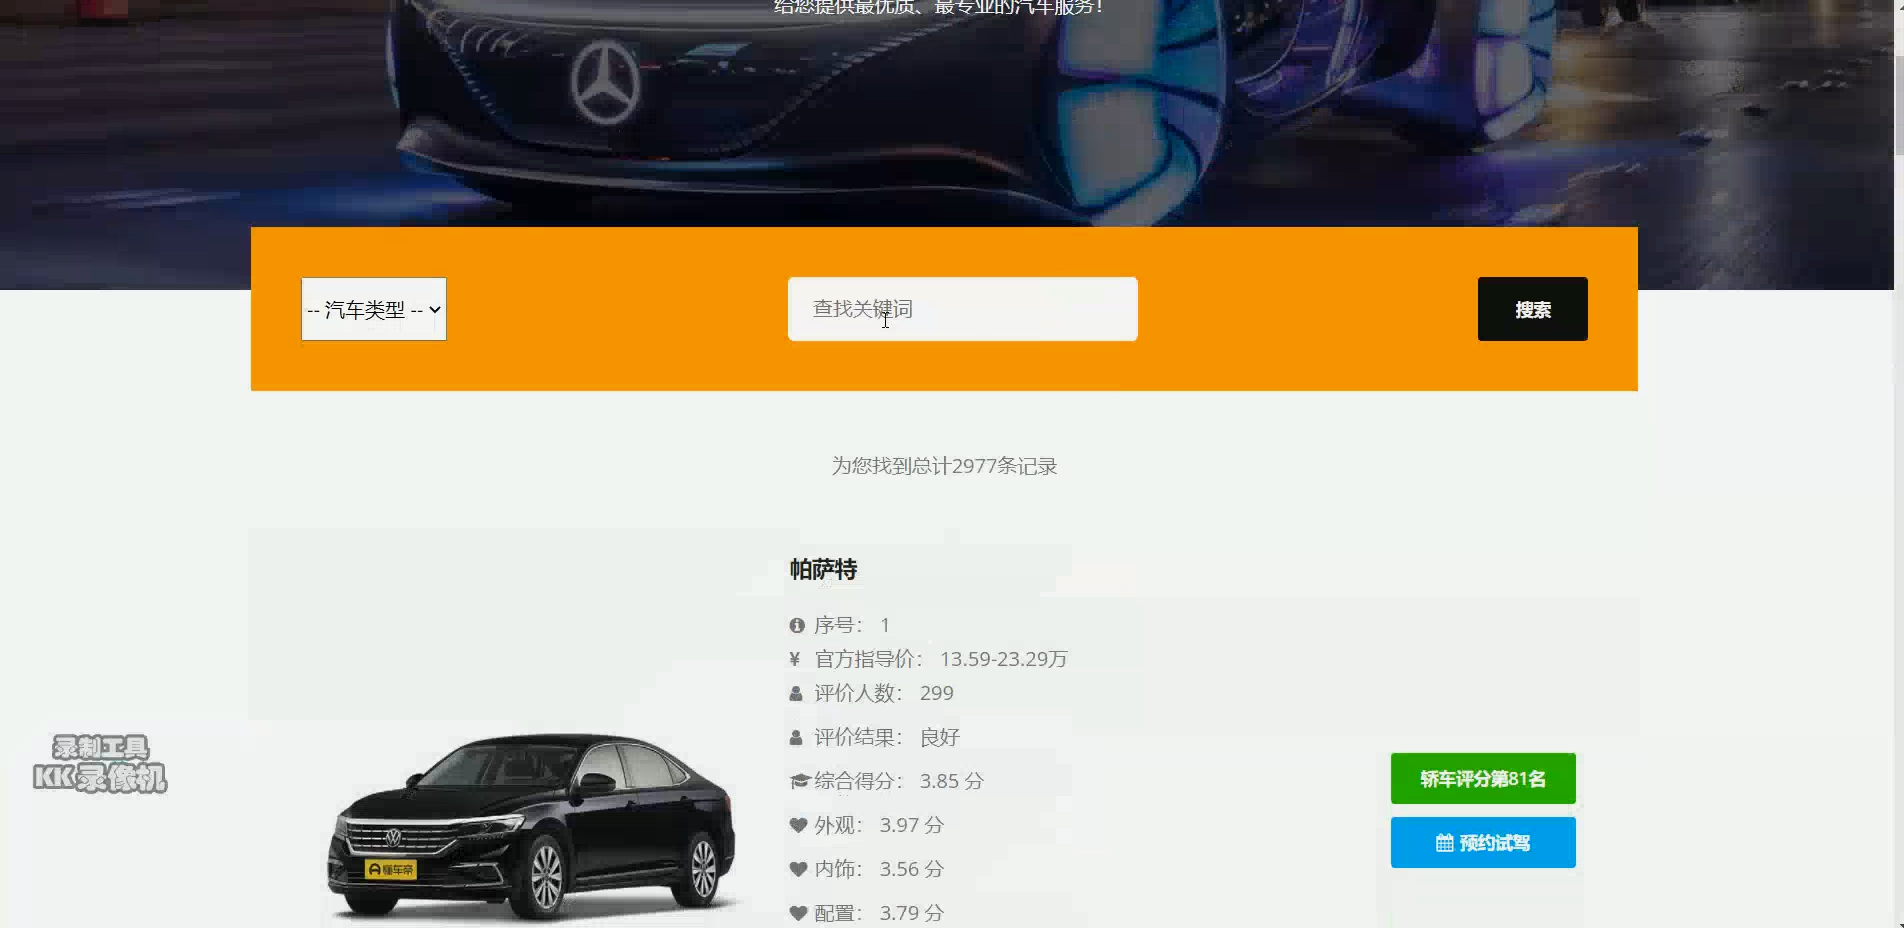 给您提供最优质、最专业的汽车服务！
-- 汽车类型 --
查找关键词
搜索
为您找到总计2977条记录
帕萨特
序号： 1
官方指导价： 13.59-23.29万
评价人数： 299
评价结果： 良好
综合得分： 3.85 分
外观： 3.97 分
内饰： 3.56 分
配置： 3.79 分
轿车评分第81名
预约试驾
懂车帝
录制工具
KK录像机